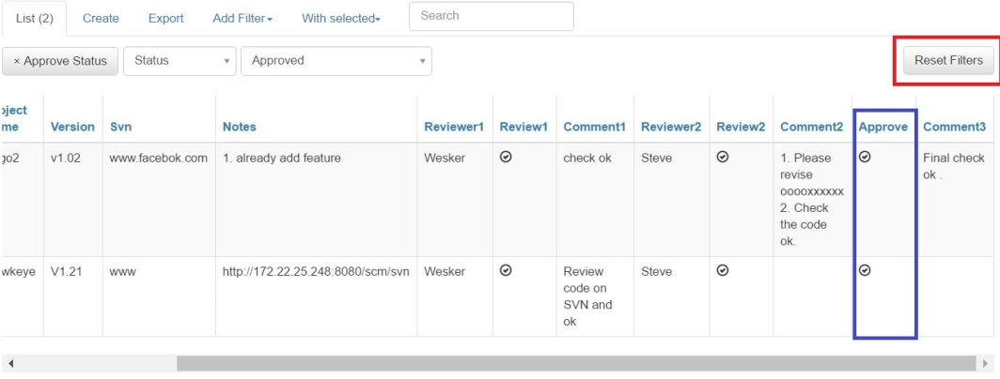 List (2) Create Export Add Filter With selected Search
× Approve Status Status Approved Reset Filters
oject
me Version Svn Notes Reviewer1 Review1 Comment1 Reviewer2 Review2 Comment2 Approve Comment3
go2 v1.02 www.facebok.com 1. already add feature Wesker check ok Steve 1. Please Final check
revise ok .
ooooxxxxxx
2. Check
the code
ok.
wkeye V1.21 www http://172.22.25.248:8080/scm/svn Wesker Review Steve
code on
SVN and
ok